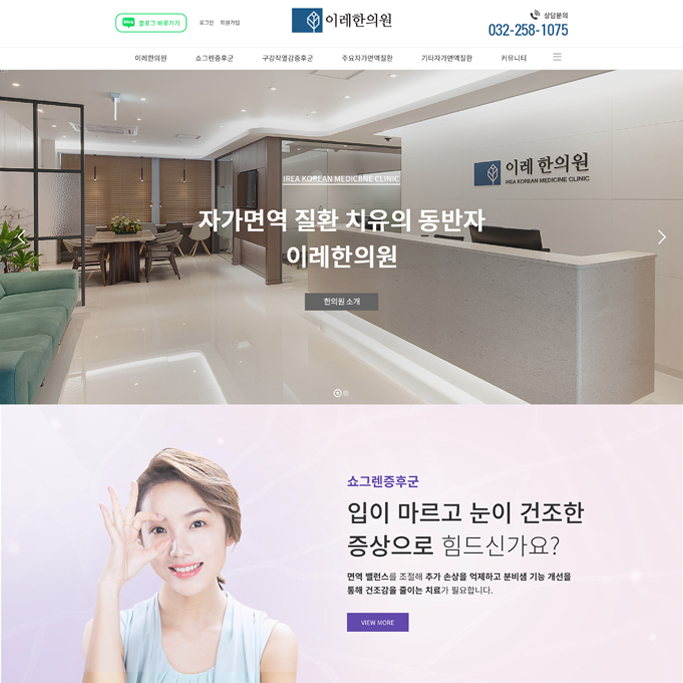 blog 블로그 바로가기
로그인 회원가입
이레한의원
상담문의
032-258-1075
이레한의원 쇼그렌증후군 구강작열감증후군 주요자가면역질환 기타자가면역질환 커뮤니티
이레 한의원
IREA KOREAN MEDICINE CLINIC
IREA KOREAN MEDICINE CLINIC
자가면역 질환 치유의 동반자
이레한의원
한의원 소개
쇼그렌증후군
입이 마르고 눈이 건조한
증상으로 힘드신가요?
면역 밸런스를 조절해 추가 손상을 억제하고 분비샘 기능 개선을
통해 건조감을 줄이는 치료가 필요합니다.
VIEW MORE